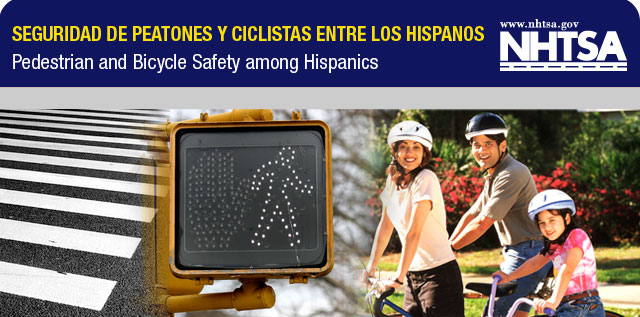 SEGURIDAD DE PEATONES Y CICLISTAS ENTRE LOS HISPANOS
Pedestrian and Bicycle Safety among Hispanics
www.nhtsa.gov
NHTSA